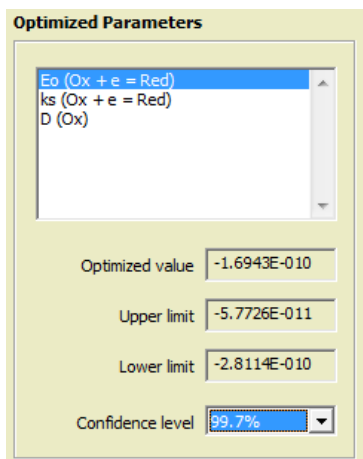 Optimized Parameters
Eo (Ox + e = Red)
ks (Ox + e = Red)
D (Ox)
Optimized value -1.6943E-010
Upper limit -5.7726E-011
Lower limit -2.8114E-010
Confidence level 99.7%